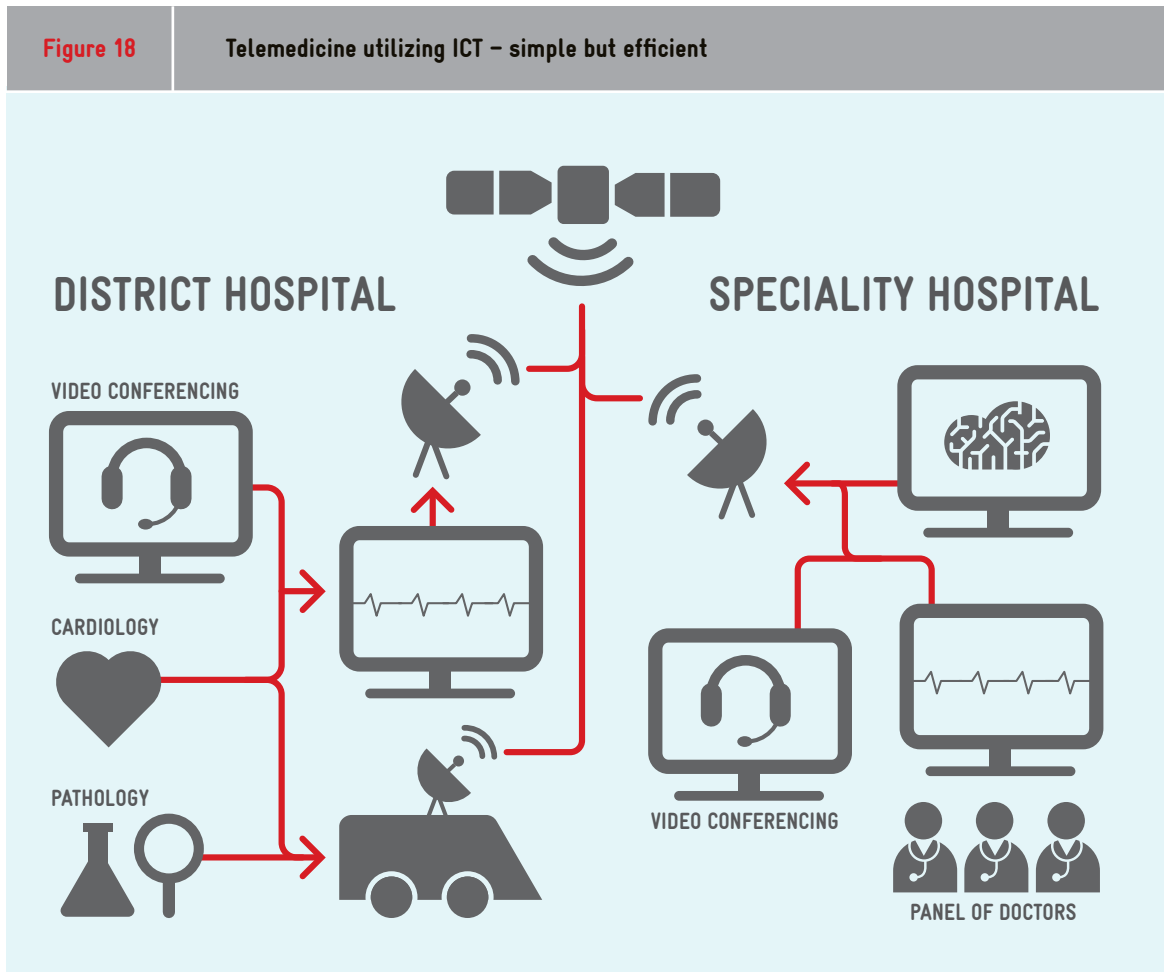 Figure 18
Telemedicine utilizing ICT – simple but efficient
DISTRICT HOSPITAL
SPECIALITY HOSPITAL
VIDEO CONFERENCING
CARDIOLOGY
PATHOLOGY
VIDEO CONFERENCING
PANEL OF DOCTORS